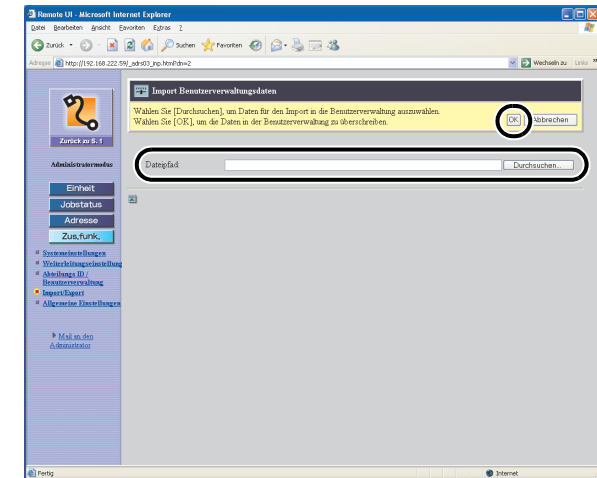 Remote UI - Microsoft Internet Explorer
Datei Bearbeiten Ansicht Favoriten Extras ?
Zurück Suchen Favoriten
Adresse http://192.168.222.59/_adrs03_inp.html?dn=2 Wechseln zu Links »
Import Benutzerverwaltungsdaten
Wählen Sie [Durchsuchen], um Daten für den Import in die Benutzerverwaltung auszuwählen.
Wählen Sie [OK], um die Daten in der Benutzerverwaltung zu überschreiben.
OK Abbrechen
Zurück zu S. 1
Administratormodus
Dateipfad: Durchsuchen...
Einheit
Jobstatus
Adresse
Zus,funk,
Systemeinstellungen
Weiterleitungseinstellung
Abteilungs ID /
Benutzerverwaltung
Import/Export
Allgemeine Einstellungen
Mail an den
Administrator
Fertig Internet